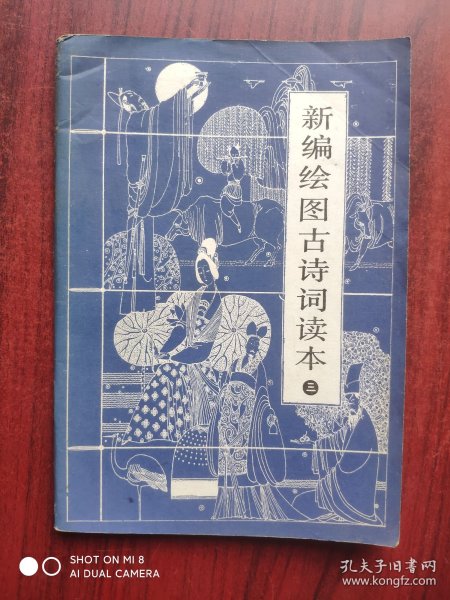 新编绘图古诗词读本
三
SHOT ON MI 8
AI DUAL CAMERA
孔夫子旧书网
www.kongfz.com